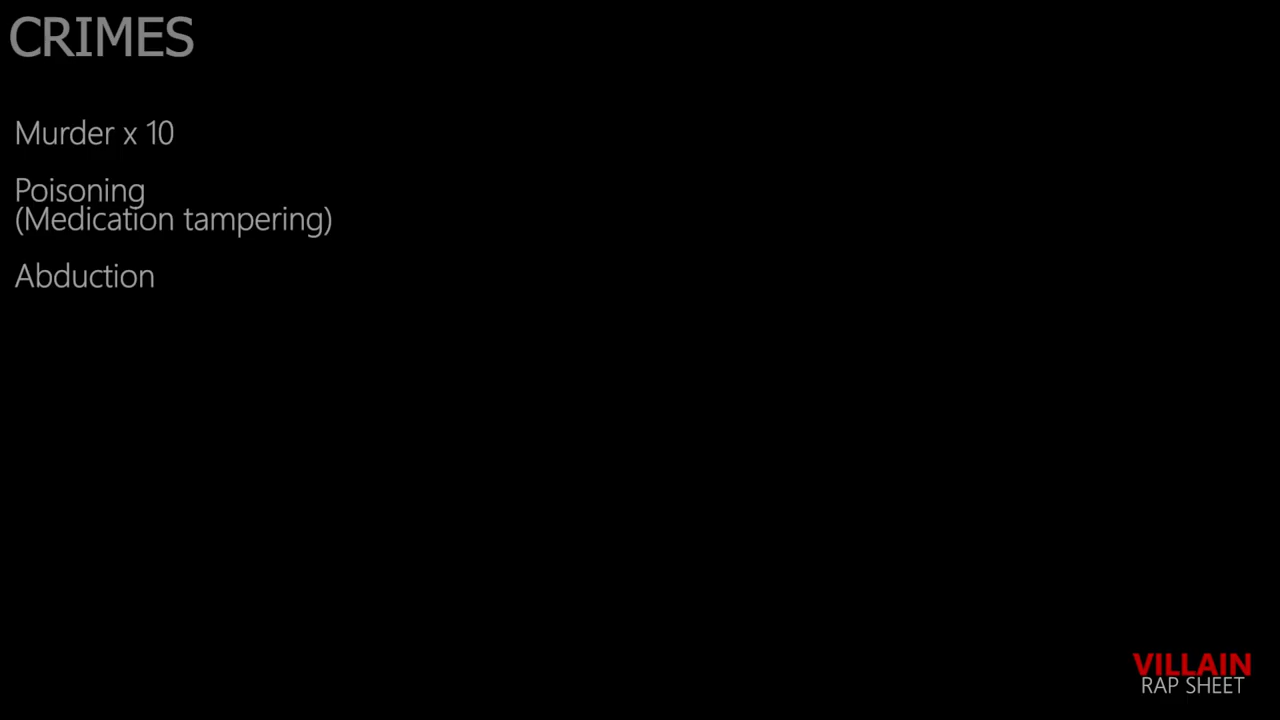 CRIMES
Murder x 10
Poisoning
(Medication tampering)
Abduction
VILLAIN
RAP SHEET